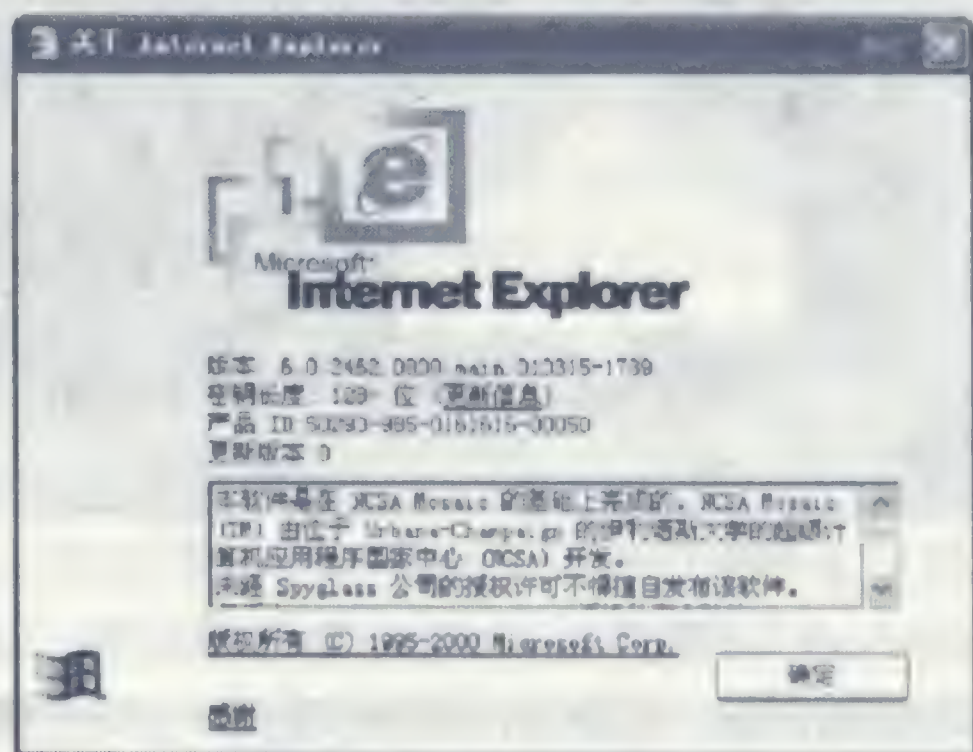 关于 Internet Explorer
Microsoft
Internet Explorer
版本 6.0.2462.0000.main.010315-1739
密钥长度 128- 位 (更新信息)
产品 ID
更新版本 0
本软件是在 NCSA Mosaic 的基础上完成的。NCSA Mosaic
(TM) 由位于 Urbana-Champaign 的伊利诺斯大学的超级计
算机应用程序国家中心 (NCSA) 开发。
未经 Spyglass 公司的授权许可不得擅自发布该软件。
版权所有 (C) 1995-2000 Microsoft Corp.
确定
感谢